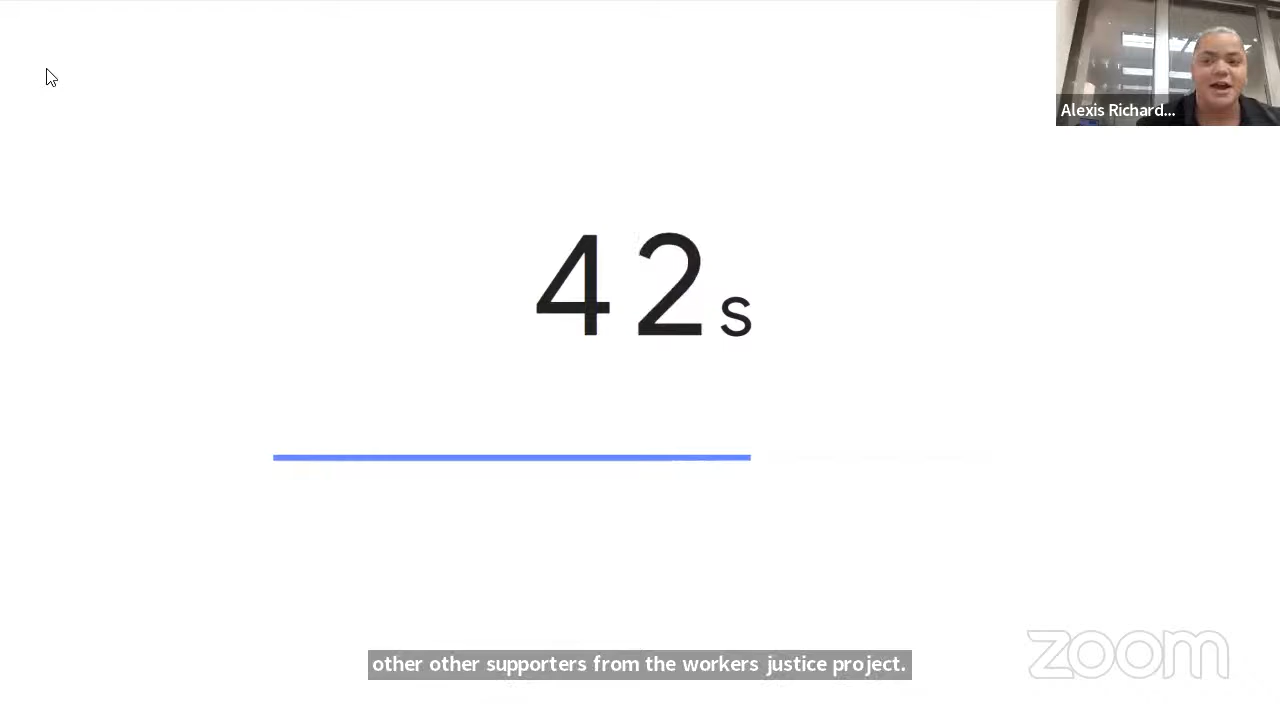 Alexis Richard...
42s
other other supporters from the workers justice project.
zoom